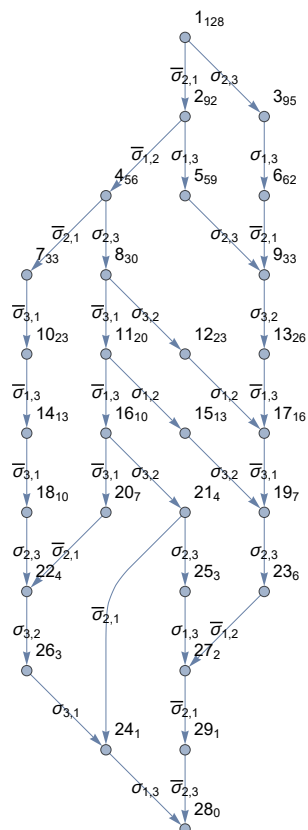 1₁₂₈
σ̅₂,₁ σ₂,₃
2₉₂ 3₉₅
σ̅₁,₂ σ₁,₃ σ₁,₃
4₅₆ 5₅₉ 6₆₂
σ̅₂,₁ σ₂,₃ σ₂,₃ σ̅₂,₁
7₃₃ 8₃₀ 9₃₃
σ̅₃,₁ σ̅₃,₁ σ₃,₂ σ₃,₂
10₂₃ 11₂₀ 12₂₃ 13₂₆
σ̅₁,₃ σ̅₁,₃ σ₁,₂ σ₁,₂ σ̅₁,₃
14₁₃ 16₁₀ 15₁₃ 17₁₆
σ̅₃,₁ σ̅₃,₁ σ₃,₂ σ₃,₂ σ̅₃,₁
18₁₀ 20₇ 21₄ 19₇
σ₂,₃ σ̅₂,₁ σ₂,₃ σ₂,₃
22₄ 25₃ 23₆
σ₃,₂ σ̅₂,₁ σ₁,₃ σ̅₁,₂
26₃ 27₂
σ₃,₁ σ̅₂,₁
24₁ 29₁
σ₁,₃ σ̅₂,₃
28₀